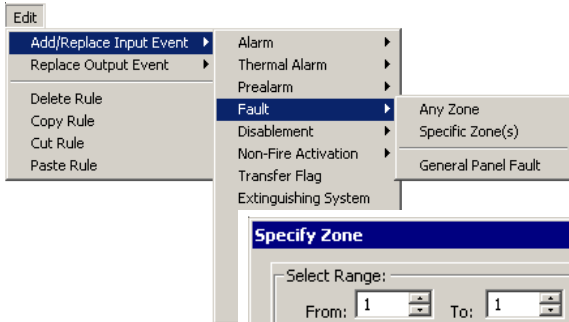 Edit
Add/Replace Input Event
Replace Output Event
Delete Rule
Copy Rule
Cut Rule
Paste Rule
Alarm
Thermal Alarm
Prealarm
Fault
Disablement
Non-Fire Activation
Transfer Flag
Extinguishing System
Any Zone
Specific Zone(s)
General Panel Fault
Specify Zone
Select Range:
From: 1 To: 1